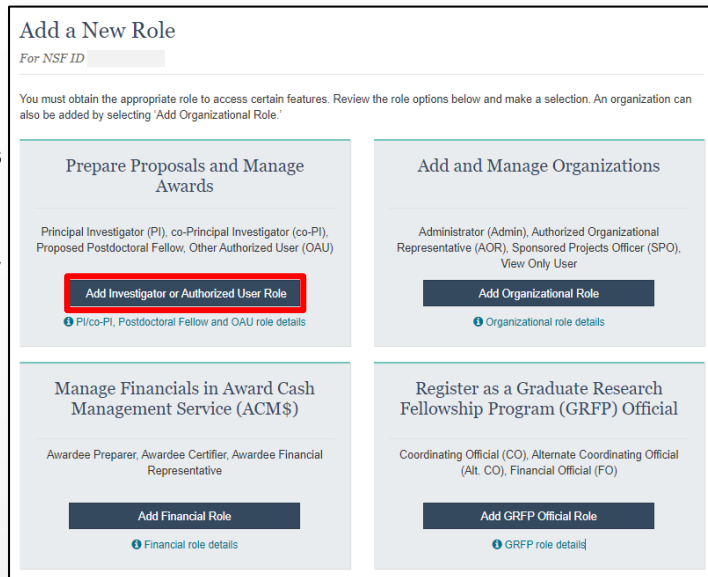 Add a New Role
For NSF ID
You must obtain the appropriate role to access certain features. Review the role options below and make a selection. An organization can
also be added by selecting ‘Add Organizational Role.’
Prepare Proposals and Manage
Awards
Principal Investigator (PI), co-Principal Investigator (co-PI),
Proposed Postdoctoral Fellow, Other Authorized User (OAU)
Add Investigator or Authorized User Role
PI/co-PI, Postdoctoral Fellow and OAU role details
Add and Manage Organizations
Administrator (Admin), Authorized Organizational
Representative (AOR), Sponsored Projects Officer (SPO),
View Only User
Add Organizational Role
Organizational role details
Manage Financials in Award Cash
Management Service (ACM$)
Awardee Preparer, Awardee Certifier, Awardee Financial
Representative
Add Financial Role
Financial role details
Register as a Graduate Research
Fellowship Program (GRFP) Official
Coordinating Official (CO), Alternate Coordinating Official
(Alt. CO), Financial Official (FO)
Add GRFP Official Role
GRFP role details